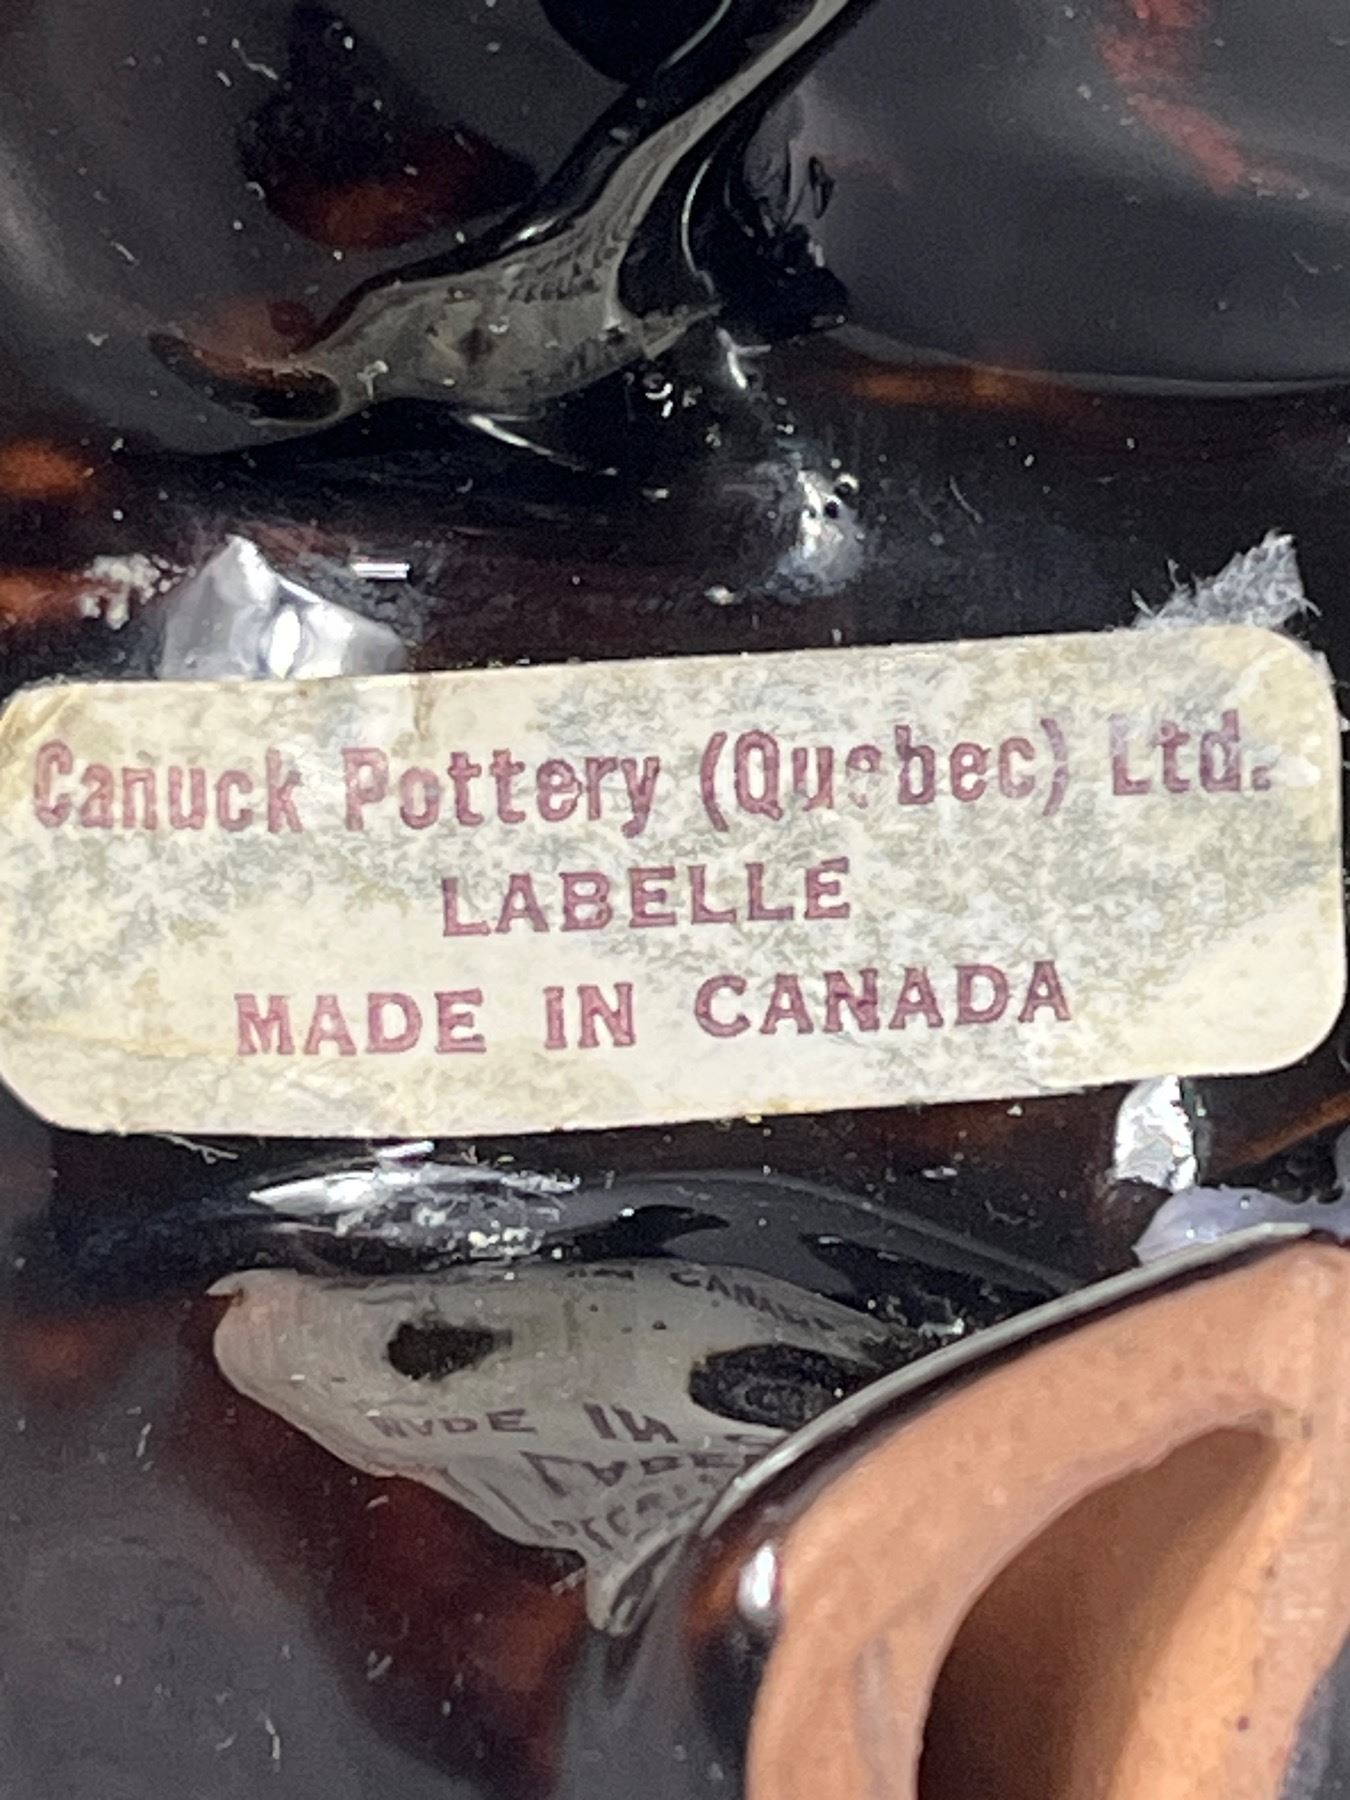 Canuck Pottery (Quebec) Ltd.
LABELLE
MADE IN CANADA